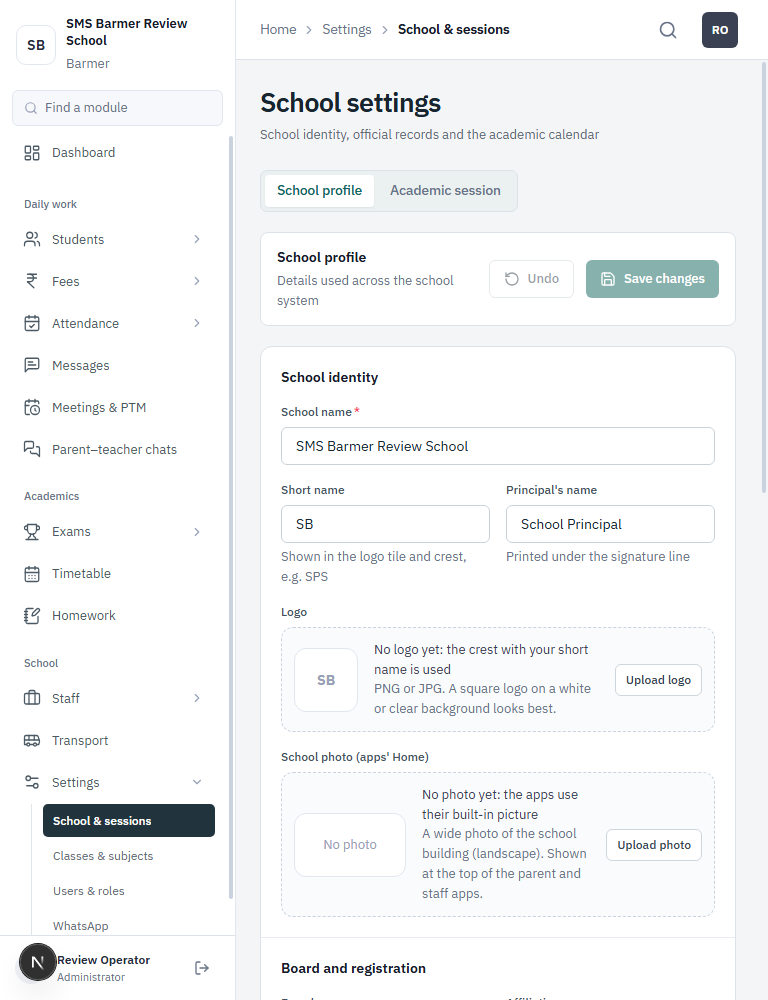 SB
SMS Barmer Review
School
Barmer
Find a module
Dashboard
Daily work
Students
Fees
Attendance
Messages
Meetings & PTM
Parent–teacher chats
Academics
Exams
Timetable
Homework
School
Staff
Transport
Settings
School & sessions
Classes & subjects
Users & roles
WhatsApp
N
Review Operator
Administrator
Home > Settings > School & sessions
RO
School settings
School identity, official records and the academic calendar
School profile
Academic session
School profile
Details used across the school
system
Undo
Save changes
School identity
School name *
SMS Barmer Review School
Short name
SB
Shown in the logo tile and crest,
e.g. SPS
Principal's name
School Principal
Printed under the signature line
Logo
SB
No logo yet: the crest with your short
name is used
PNG or JPG. A square logo on a white
or clear background looks best.
Upload logo
School photo (apps' Home)
No photo
No photo yet: the apps use
their built-in picture
A wide photo of the school
building (landscape). Shown
at the top of the parent and
staff apps.
Upload photo
Board and registration